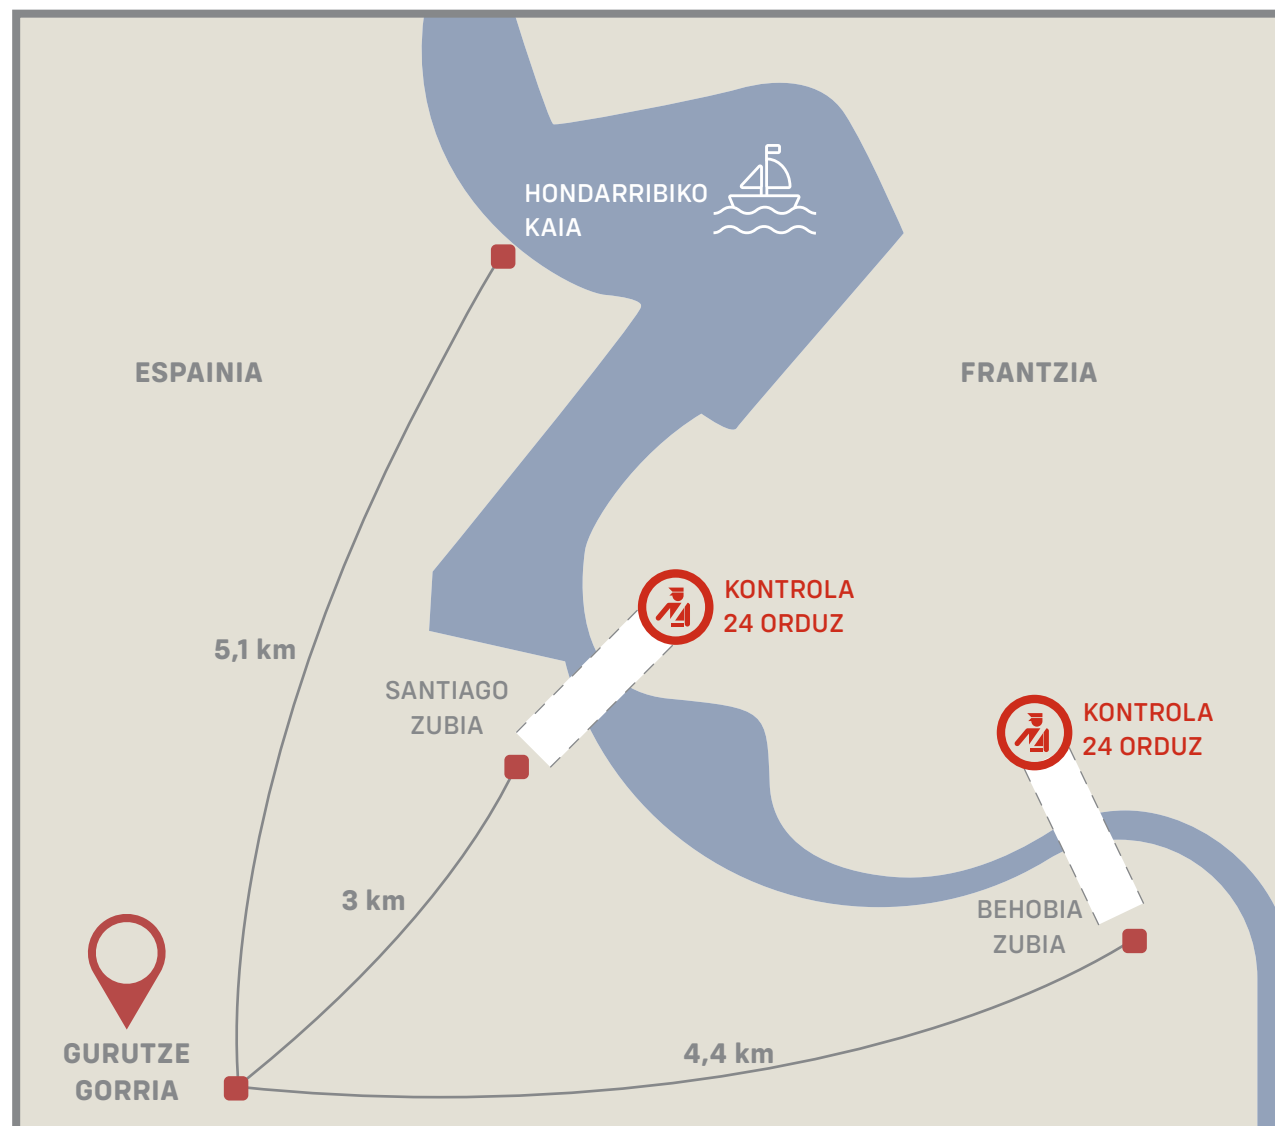 HONDARRIBIKO
KAIA
ESPAINIA
FRANTZIA
KONTROLA
24 ORDUZ
5,1 km
SANTIAGO
ZUBIA
KONTROLA
24 ORDUZ
3 km
BEHOBIA
ZUBIA
GURUTZE
GORRIA
4,4 km